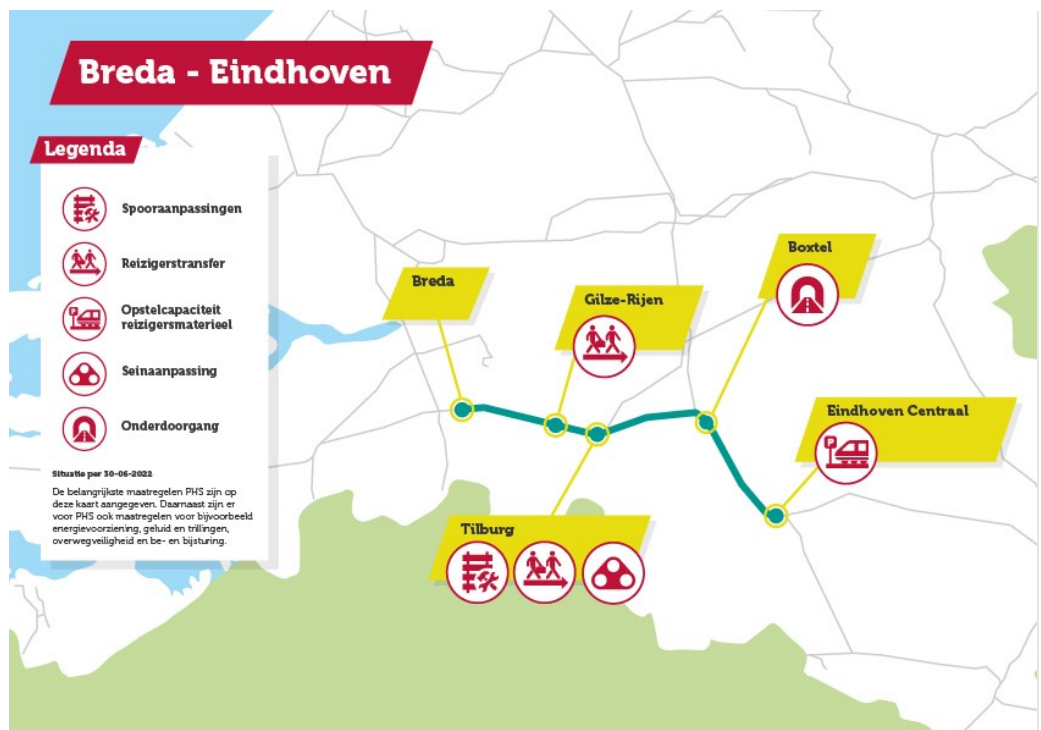 Breda - Eindhoven
Legenda
Spooraanpassingen
Reizigerstransfer
Opstelcapaciteit
reizigersmaterieel
Seinaanpassing
Onderdoorgang
Situatie per 30-06-2022
De belangrijkste maatregelen PHS zijn op
deze kaart aangegeven. Daarnaast zijn er
voor PHS ook maatregelen voor bijvoorbeeld
energievoorziening, geluid en trillingen,
overwegveiligheid en be- en bijsturing.
Breda
Gilze-Rijen
Boxtel
Eindhoven Centraal
P
Tilburg